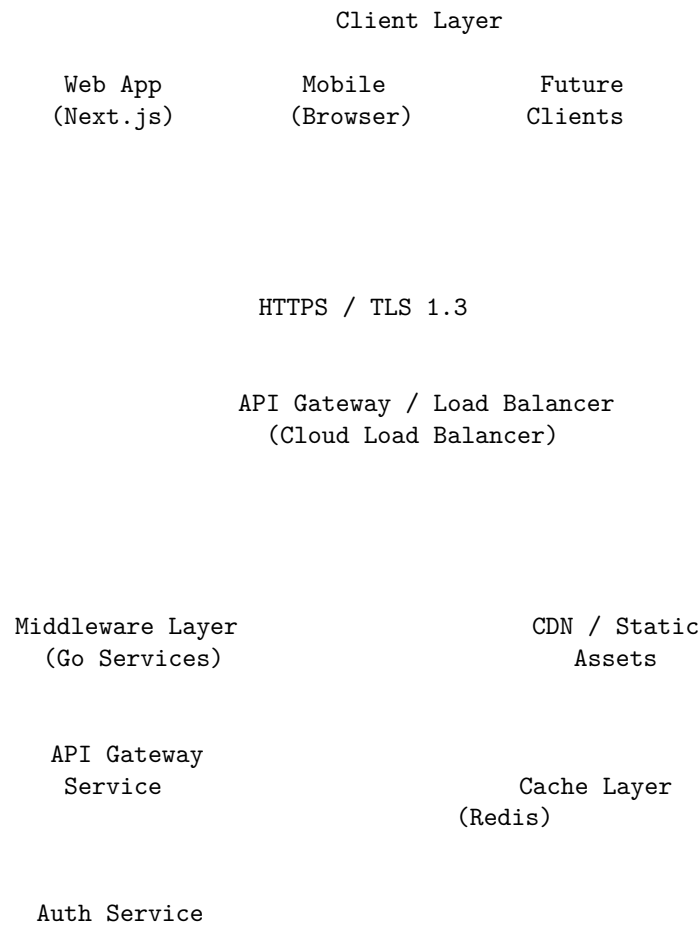 Client Layer
Web App Mobile Future
(Next.js) (Browser) Clients
HTTPS / TLS 1.3
API Gateway / Load Balancer
(Cloud Load Balancer)
Middleware Layer CDN / Static
(Go Services) Assets
API Gateway
Service Cache Layer
(Redis)
Auth Service